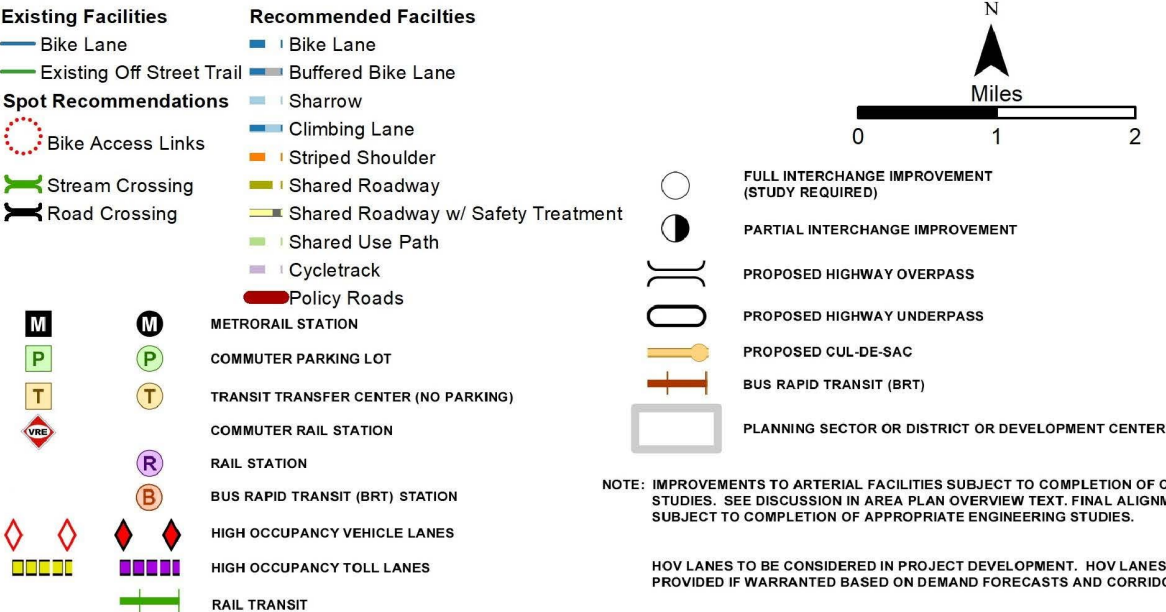 Existing Facilities
Bike Lane
Existing Off Street Trail
Spot Recommendations
Bike Access Links
Stream Crossing
Road Crossing
Recommended Facilties
Bike Lane
Buffered Bike Lane
Sharrow
Climbing Lane
Striped Shoulder
Shared Roadway
Shared Roadway w/ Safety Treatment
Shared Use Path
Cycletrack
Policy Roads
M M METRORAIL STATION
P P COMMUTER PARKING LOT
T T TRANSIT TRANSFER CENTER (NO PARKING)
VRE COMMUTER RAIL STATION
R RAIL STATION
B BUS RAPID TRANSIT (BRT) STATION
HIGH OCCUPANCY VEHICLE LANES
HIGH OCCUPANCY TOLL LANES
RAIL TRANSIT
N
Miles
0 1 2
FULL INTERCHANGE IMPROVEMENT
(STUDY REQUIRED)
PARTIAL INTERCHANGE IMPROVEMENT
PROPOSED HIGHWAY OVERPASS
PROPOSED HIGHWAY UNDERPASS
PROPOSED CUL-DE-SAC
BUS RAPID TRANSIT (BRT)
PLANNING SECTOR OR DISTRICT OR DEVELOPMENT CENTER
NOTE: IMPROVEMENTS TO ARTERIAL FACILITIES SUBJECT TO COMPLETION OF
STUDIES. SEE DISCUSSION IN AREA PLAN OVERVIEW TEXT. FINAL
SUBJECT TO COMPLETION OF APPROPRIATE ENGINEERING STUDIES.
HOV LANES TO BE CONSIDERED IN PROJECT DEVELOPMENT. HOV LANES
PROVIDED IF WARRANTED BASED ON DEMAND FORECASTS AND